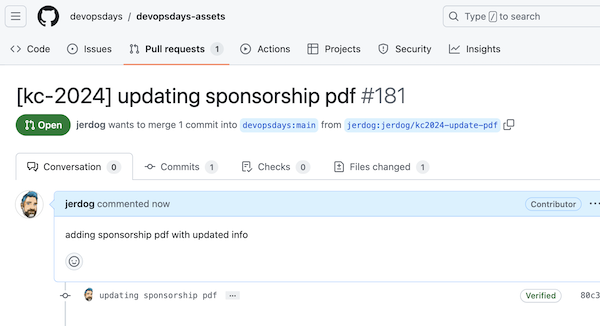 devopsdays / devopsdays-assets
Type / to search
Code Issues Pull requests 1 Actions Projects Security Insights
[kc-2024] updating sponsorship pdf #181
Open jerdog wants to merge 1 commit into devopsdays:main from jerdog:jerdog/kc2024-update-pdf
Conversation 0 Commits 1 Checks 0 Files changed 1
jerdog commented now Contributor ...
adding sponsorship pdf with updated info
updating sponsorship pdf ... Verified 80c3